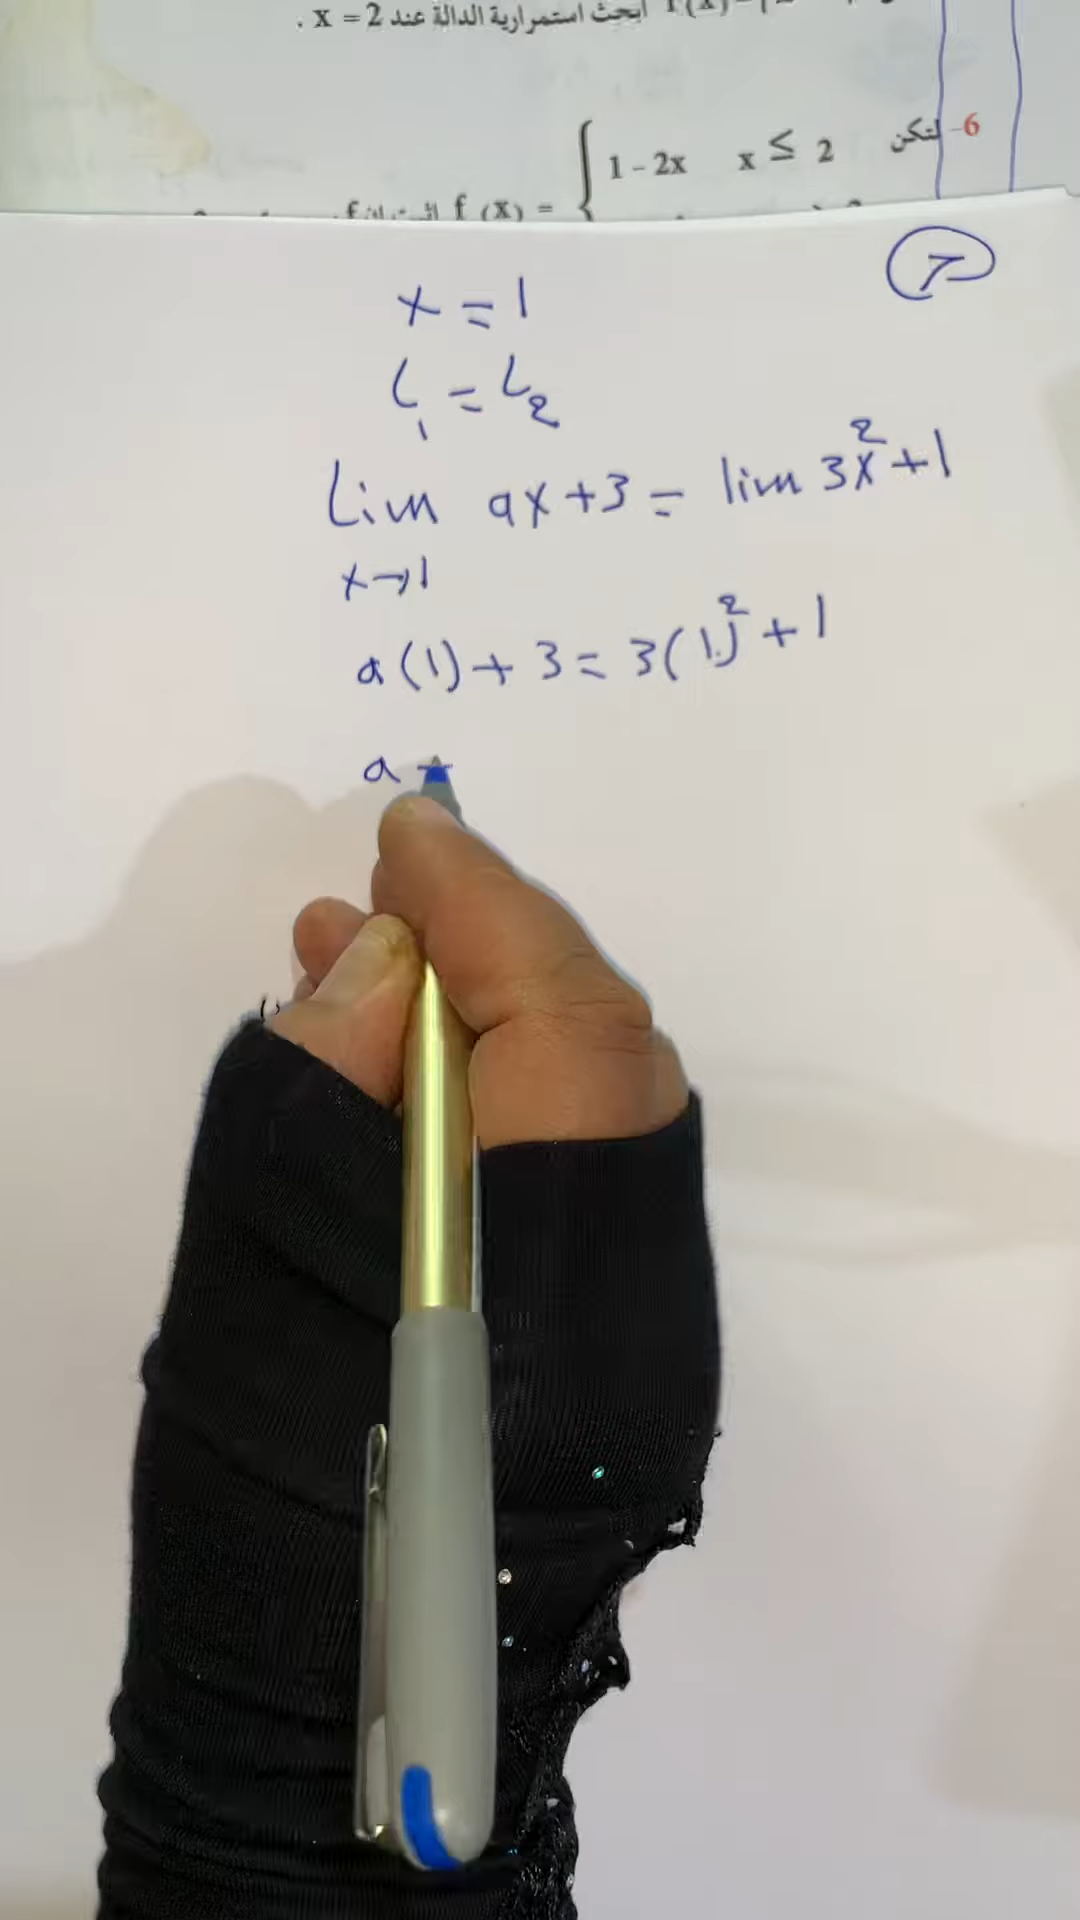 ابحث استمرارية الدالة عند x = 2 .
6- لتكن
1 - 2x   x ≤ 2
f (x) =
ح
x = 1
L₁ = L₂
Lim ax + 3 = lim 3x² + 1
x→1
a(1) + 3 = 3(1)² + 1
a +